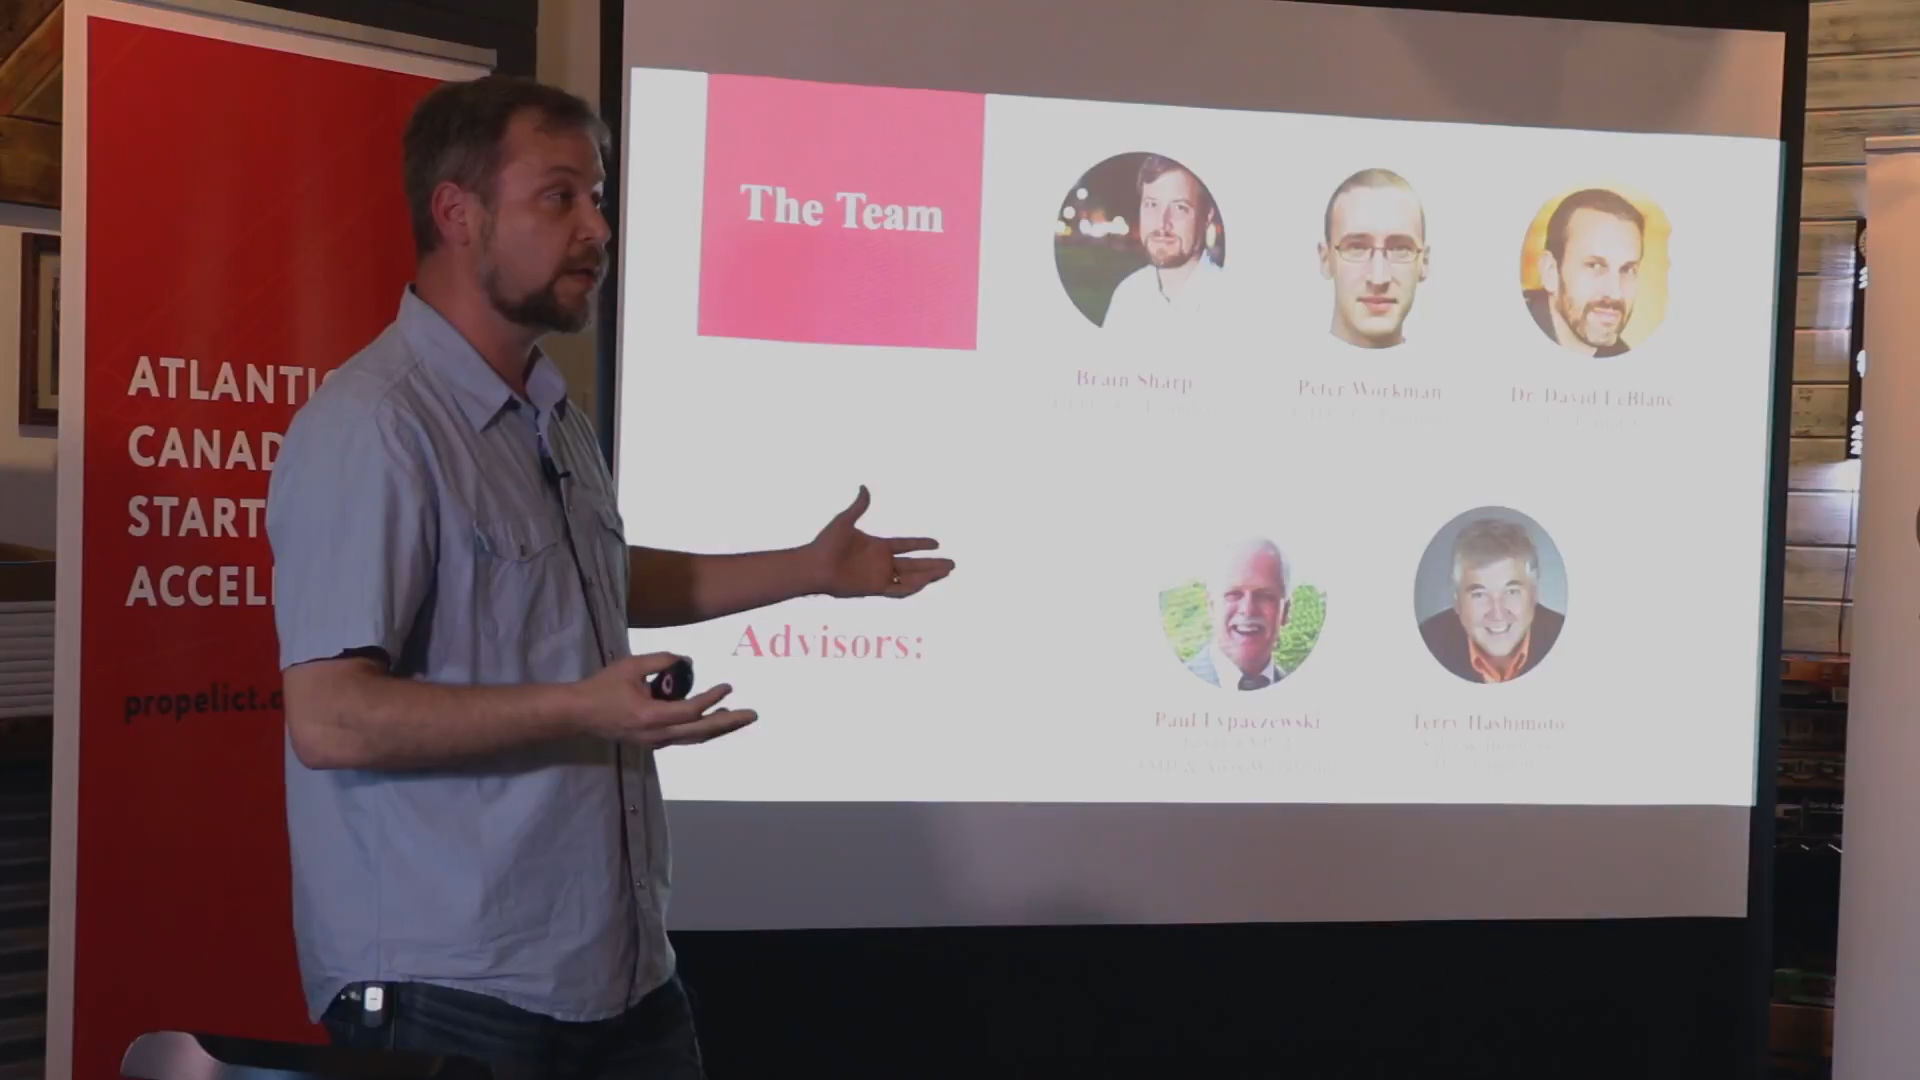 ATLANTIC
CANAD
START
ACCEL
propelict.c
The Team
Brain Sharp
Peter Workman
Dr. David LeBlanc
Advisors:
Paul Lypaczewski
Terry Hashimoto